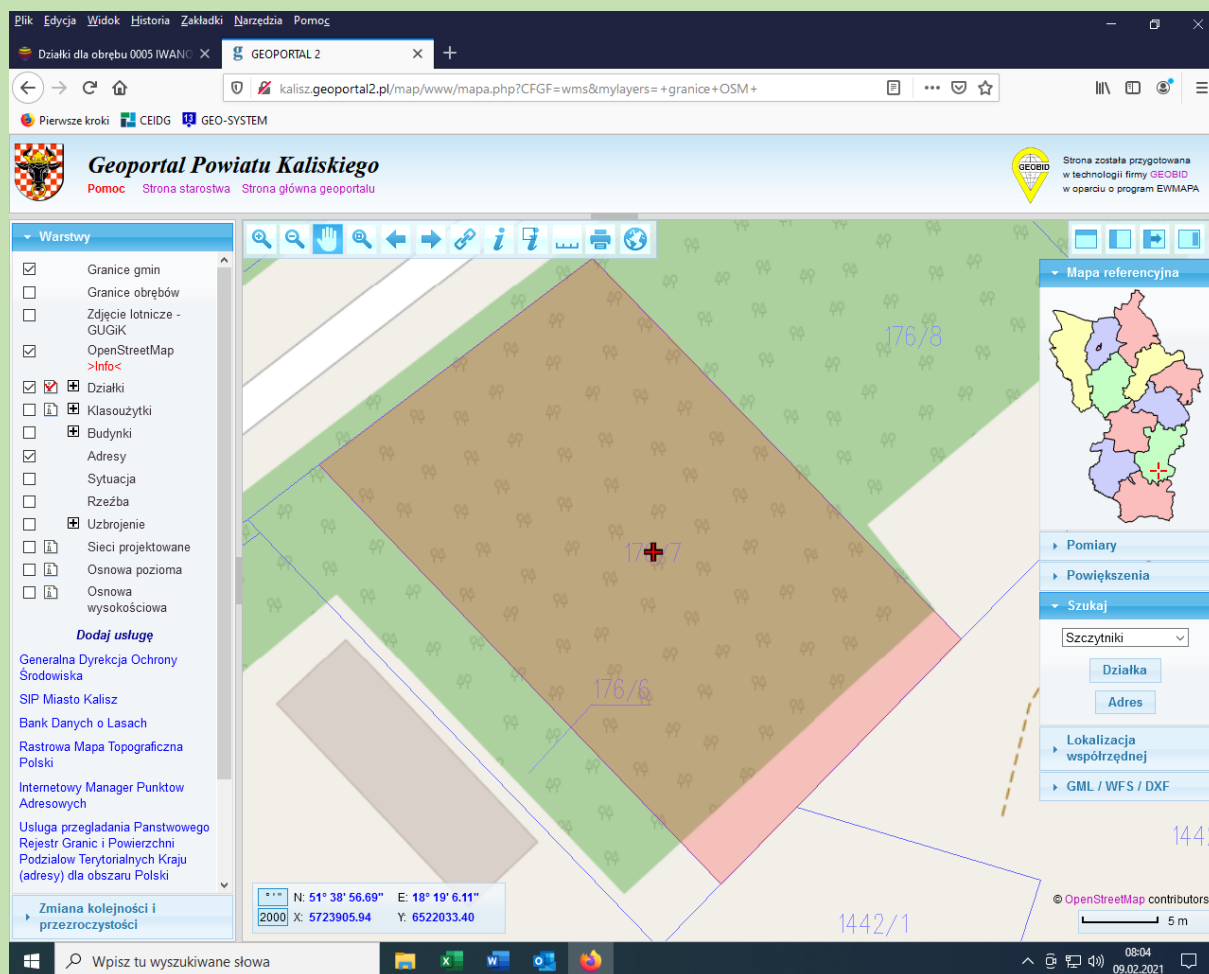 Plik Edycja Widok Historia Zakładki Narzędzia Pomoc
Działki dla obrębu 0005 IWANO
GEOPORTAL 2
kalisz.geoportal2.pl/map/www/mapa.php?CFGF=wms&mylayers=+granice+OSM+
Pierwsze kroki CEIDG GEO-SYSTEM
Geoportal Powiatu Kaliskiego
Pomoc Strona starostwa Strona główna geoportalu
GEOBID
Strona została przygotowana
w technologii firmy GEOBID
w oparciu o program EWMAPA
Warstwy
Granice gmin
Granice obrębów
Zdjęcie lotnicze -
GUGiK
OpenStreetMap
>Info<
Działki
Klasoużytki
Budynki
Adresy
Sytuacja
Rzeźba
Uzbrojenie
Sieci projektowane
Osnowa pozioma
Osnowa
wysokościowa
Dodaj usługę
Generalna Dyrekcja Ochrony
Środowiska
SIP Miasto Kalisz
Bank Danych o Lasach
Rastrowa Mapa Topograficzna
Polski
Internetowy Manager Punktow
Adresowych
Usluga przegladania Panstwowego
Rejestr Granic i Powierzchni
Podzialow Terytorialnych Kraju
(adresy) dla obszaru Polski
Zmiana kolejności i
przezroczystości
176/8
176/7
176/6
1442/1
1442
° ' " N: 51° 38' 56.69" E: 18° 19' 6.11"
2000 X: 5723905.94 Y: 6522033.40
Mapa referencyjna
Pomiary
Powiększenia
Szukaj
Szczytniki
Działka
Adres
Lokalizacja
współrzędnej
GML / WFS / DXF
© OpenStreetMap contributors
5 m
Wpisz tu wyszukiwane słowa
08:04
09.02.2021